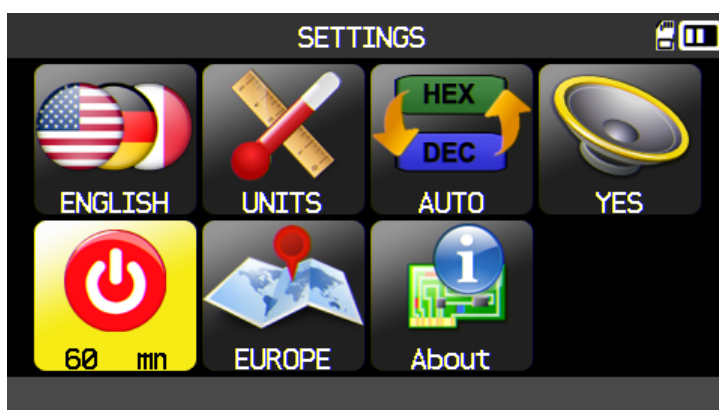 SETTINGS
HEX
DEC
ENGLISH UNITS AUTO YES
60 mn EUROPE About